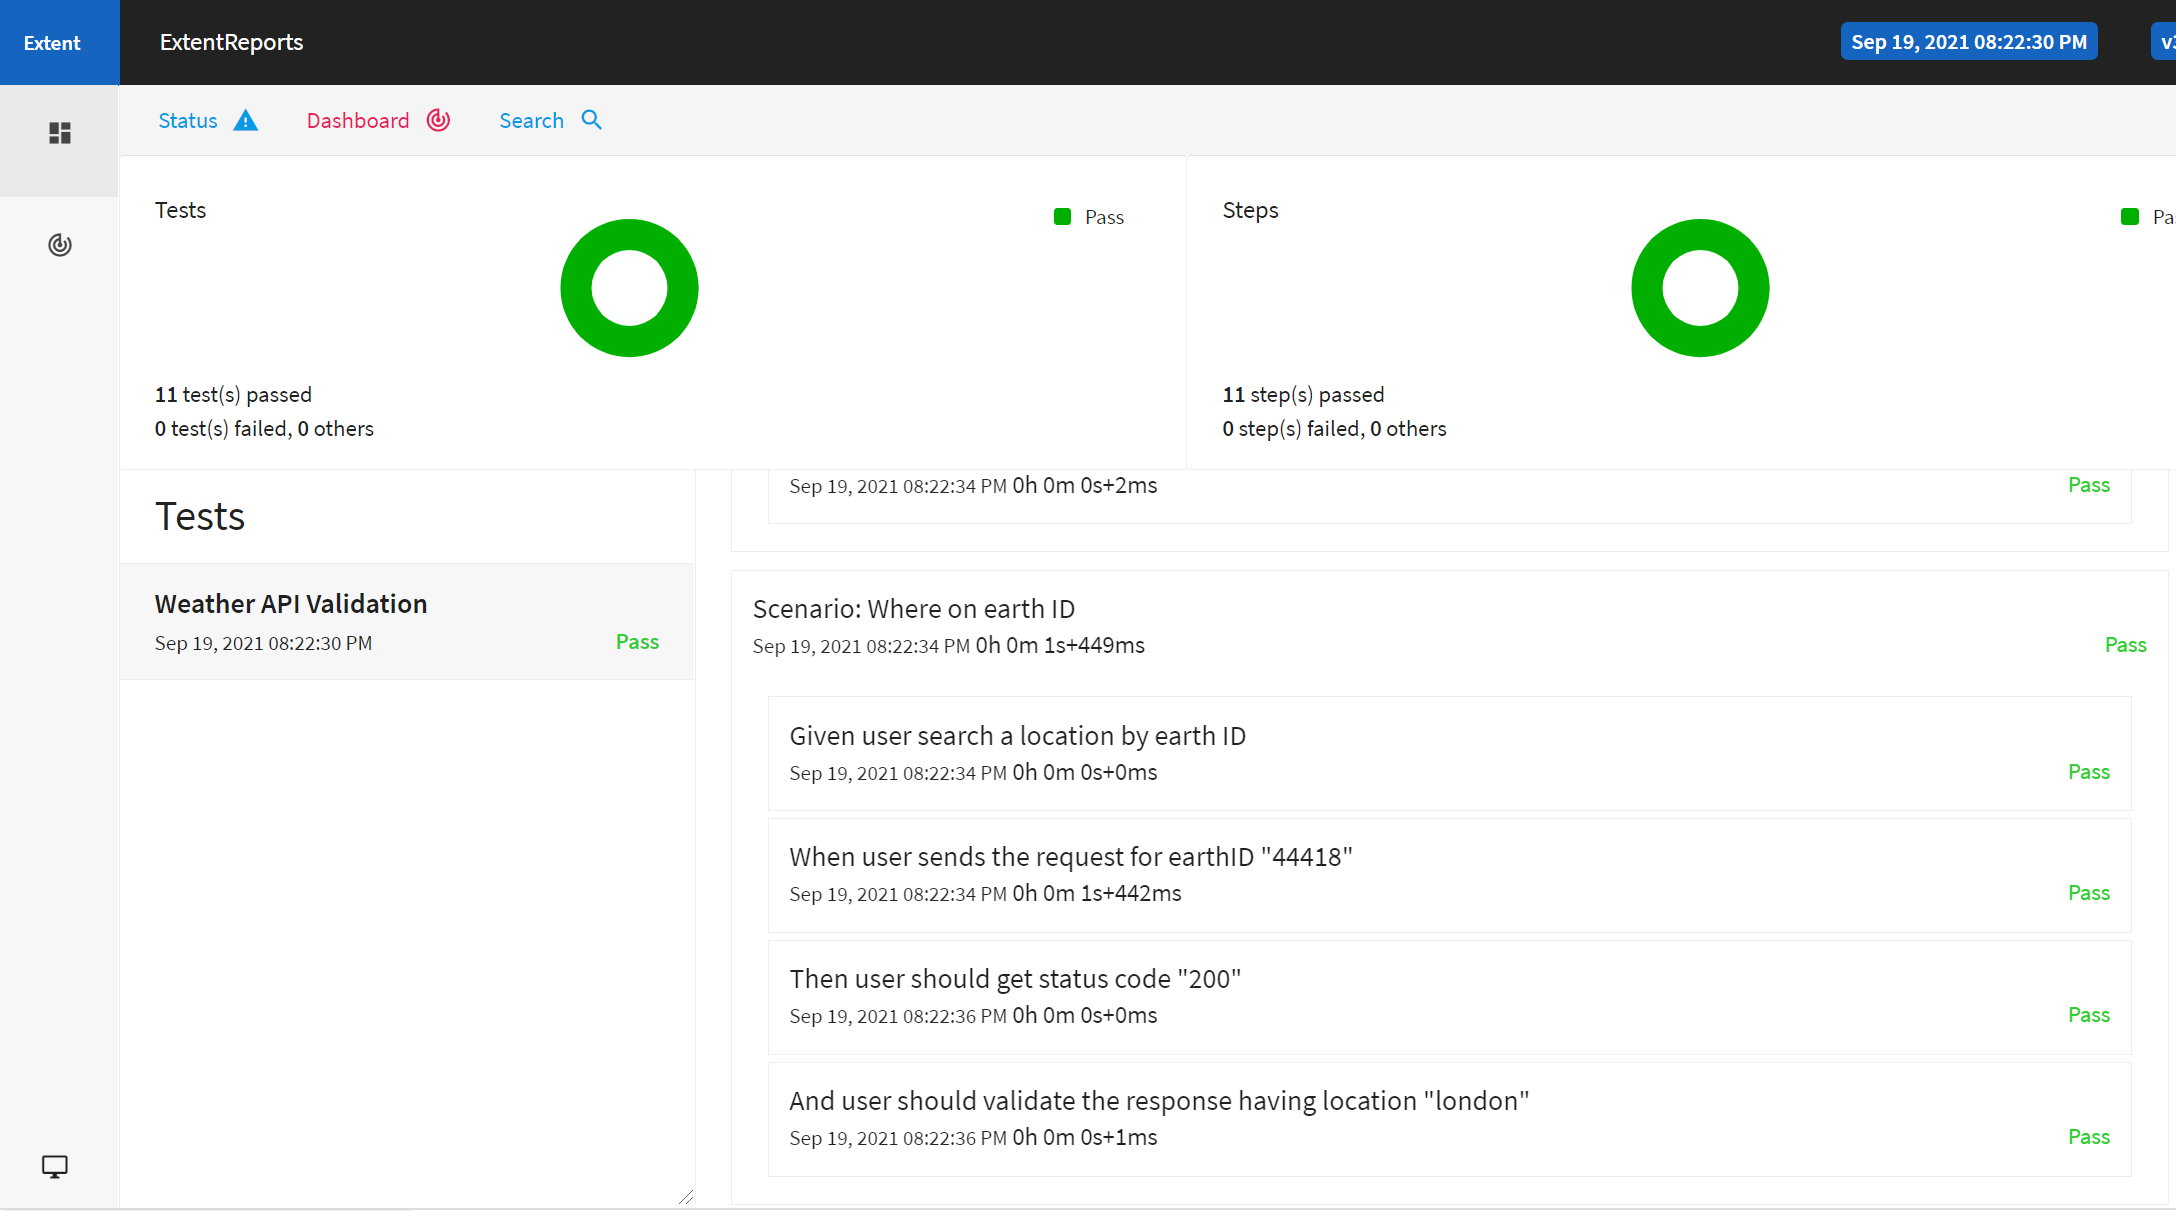 Extent
ExtentReports
Sep 19, 2021 08:22:30 PM
Status
Dashboard
Search
Tests
Pass
11 test(s) passed
0 test(s) failed, 0 others
Steps
11 step(s) passed
0 step(s) failed, 0 others
Tests
Weather API Validation
Sep 19, 2021 08:22:30 PM Pass
Sep 19, 2021 08:22:34 PM 0h 0m 0s+2ms Pass
Scenario: Where on earth ID
Sep 19, 2021 08:22:34 PM 0h 0m 1s+449ms Pass
Given user search a location by earth ID
Sep 19, 2021 08:22:34 PM 0h 0m 0s+0ms Pass
When user sends the request for earthID "44418"
Sep 19, 2021 08:22:34 PM 0h 0m 1s+442ms Pass
Then user should get status code "200"
Sep 19, 2021 08:22:36 PM 0h 0m 0s+0ms Pass
And user should validate the response having location "london"
Sep 19, 2021 08:22:36 PM 0h 0m 0s+1ms Pass